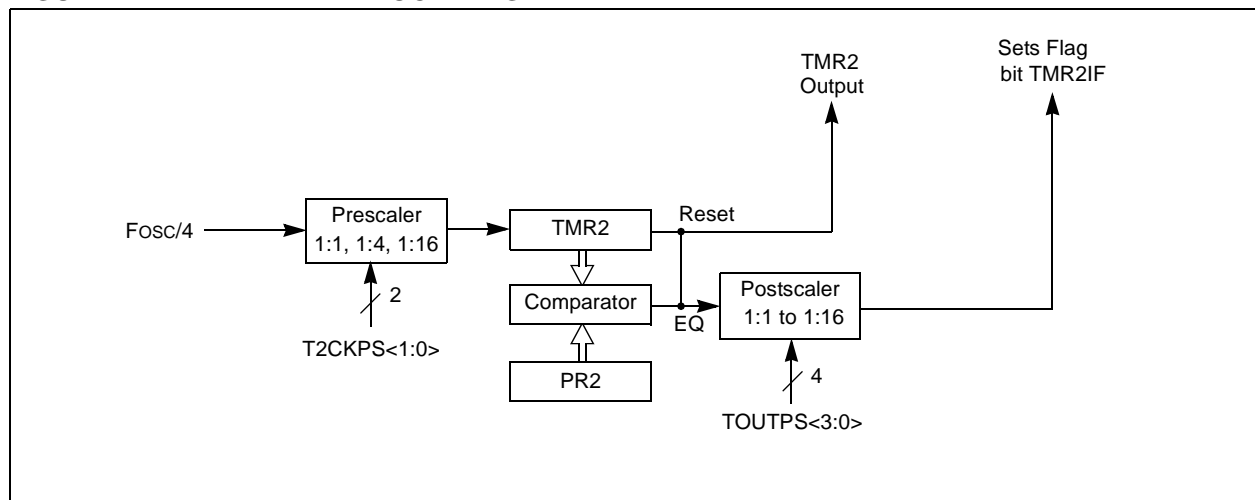 TMR2
Output
Sets Flag
bit TMR2IF
Fosc/4
Prescaler
1:1, 1:4, 1:16
2
T2CKPS<1:0>
TMR2
Reset
Comparator
EQ
PR2
Postscaler
1:1 to 1:16
4
TOUTPS<3:0>